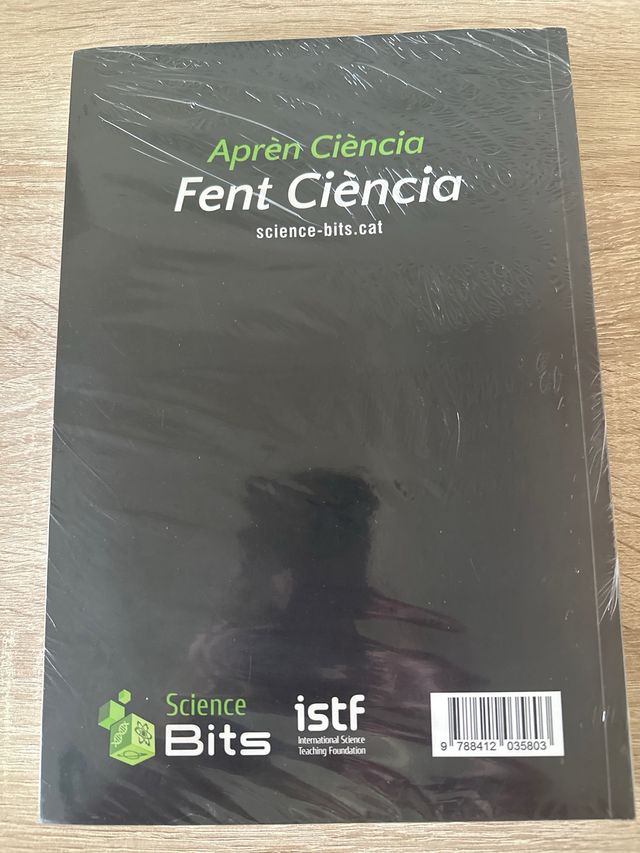 Aprèn Ciència
Fent Ciència
science-bits.cat
Science
Bits
istf
International Science
Teaching Foundation
9 788412 035803